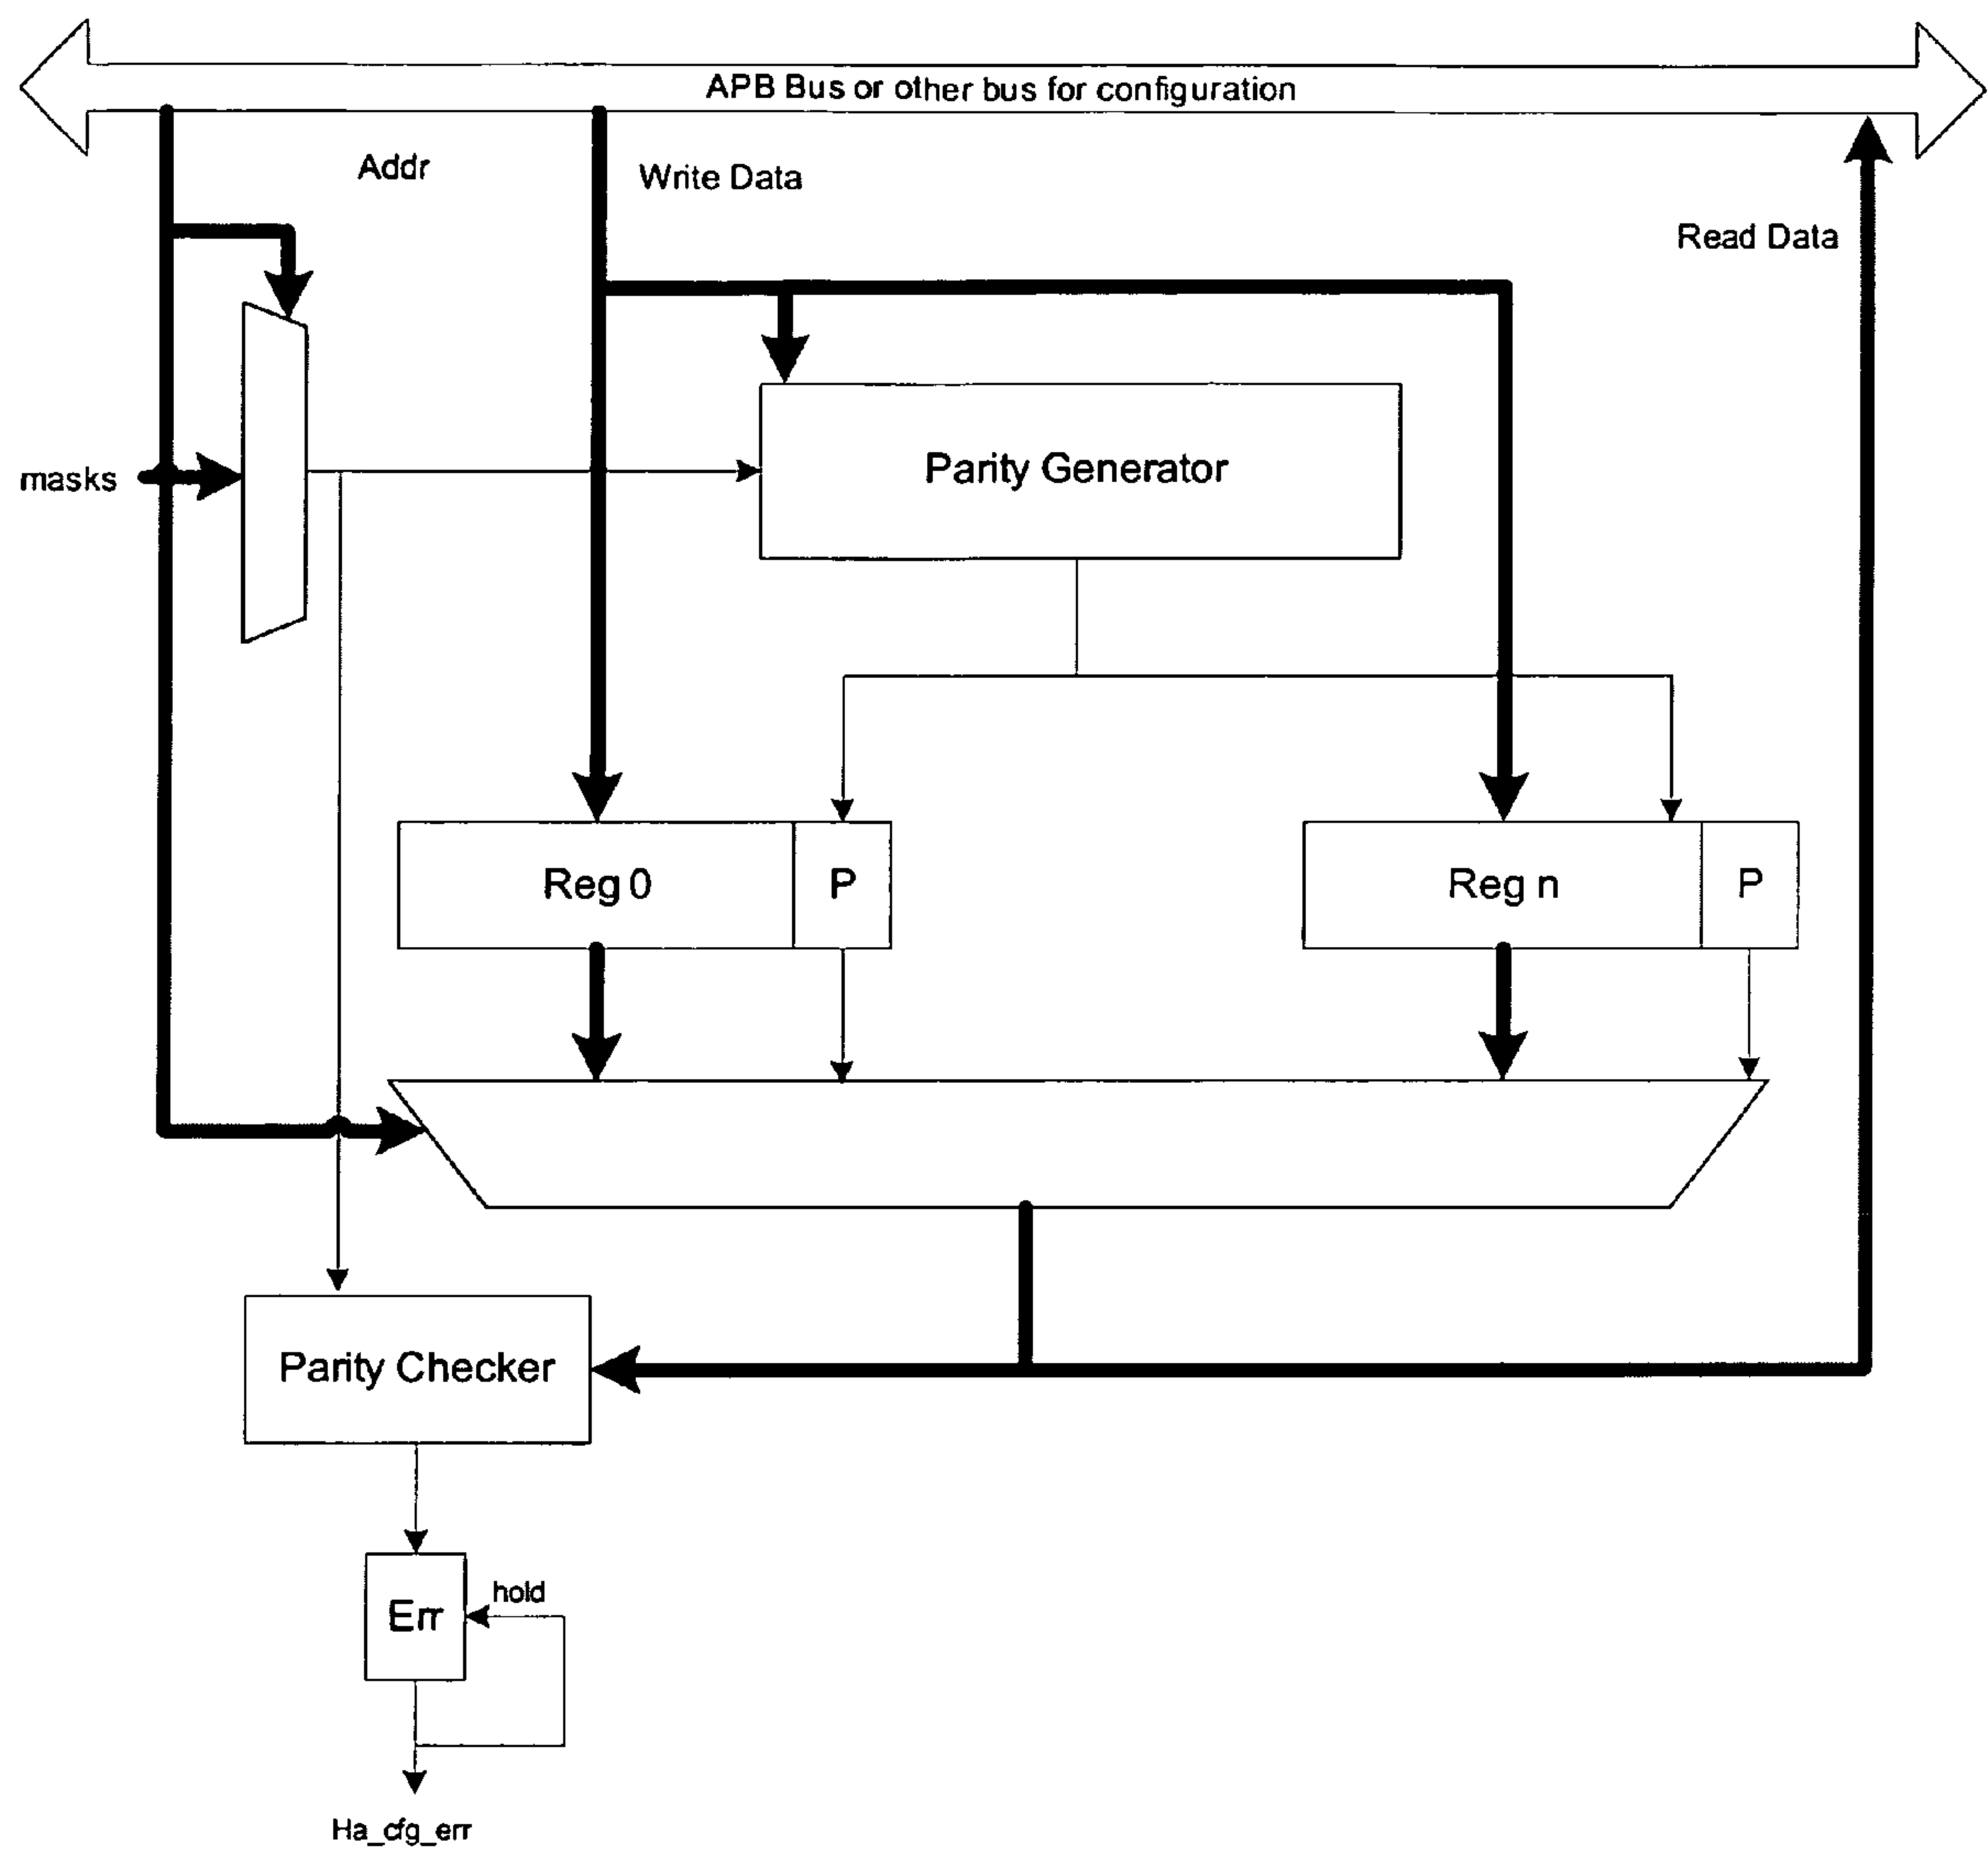 APB Bus or other bus for configuration
Addr
Write Data
Read Data
masks
Parity Generator
Reg 0
P
Reg n
P
Parity Checker
hold
Err
Ha_cfg_err